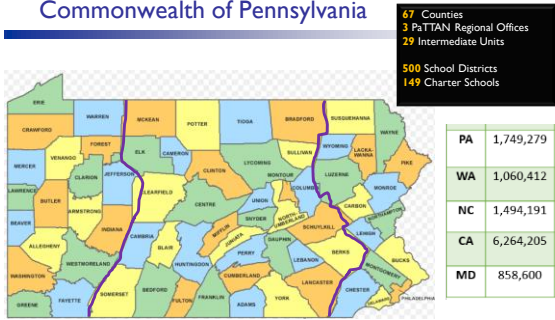 Commonwealth of Pennsylvania
67 Counties
3 PaTTAN Regional Offices
29 Intermediate Units
500 School Districts
149 Charter Schools
ERIE
CRAWFORD
WARREN
MCKEAN
POTTER
TIOGA
BRADFORD
SUSQUEHANNA
WAYNE
MERCER
VENANGO
FOREST
ELK
CAMERON
CLINTON
LYCOMING
SULLIVAN
WYOMING
LACKA-
WANNA
PIKE
LAWRENCE
BUTLER
CLARION
JEFFERSON
CLEARFIELD
CENTRE
UNION
MONTOUR
COLUMBIA
LUZERNE
MONROE
BEAVER
ARMSTRONG
INDIANA
CAMBRIA
BLAIR
HUNTINGDON
MIFFLIN
JUNIATA
SNYDER
NORTH-
UMBERLAND
SCHUYLKILL
CARBON
NORTHAMPTON
LEHIGH
ALLEGHENY
WESTMORELAND
PERRY
DAUPHIN
LEBANON
BERKS
BUCKS
MONTGOMERY
WASHINGTON
GREENE
FAYETTE
SOMERSET
BEDFORD
FULTON
FRANKLIN
CUMBERLAND
ADAMS
YORK
LANCASTER
CHESTER
DELAWARE
PHILADELPHIA
PA 1,749,279
WA 1,060,412
NC 1,494,191
CA 6,264,205
MD 858,600